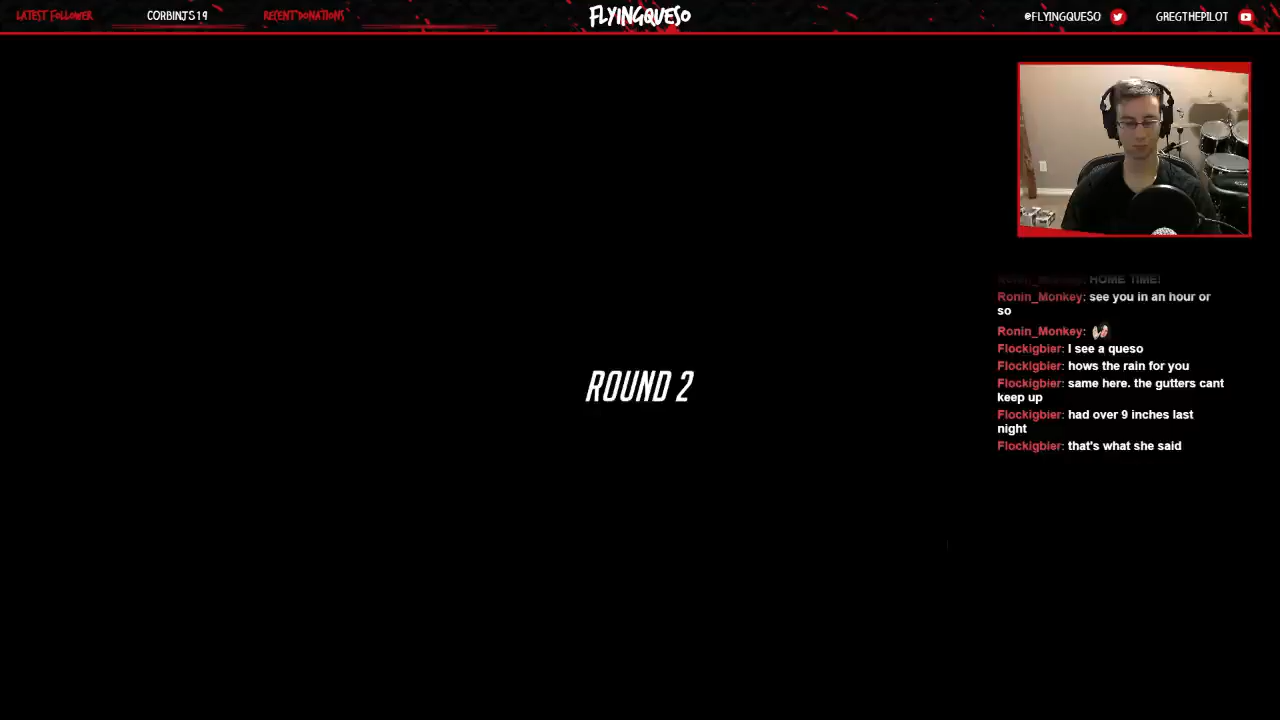 LATEST FOLLOWER
CORBINJS19
RECENT DONATIONS
FLYINGQUESO
@FLYINGQUESO
GREGTHEPILOT
Ronin_Monkey: HOME TIME!
Ronin_Monkey: see you in an hour or
so
Ronin_Monkey:
Flockigbier: I see a queso
Flockigbier: hows the rain for you
Flockigbier: same here. the gutters cant
keep up
Flockigbier: had over 9 inches last
night
Flockigbier: that's what she said
ROUND 2